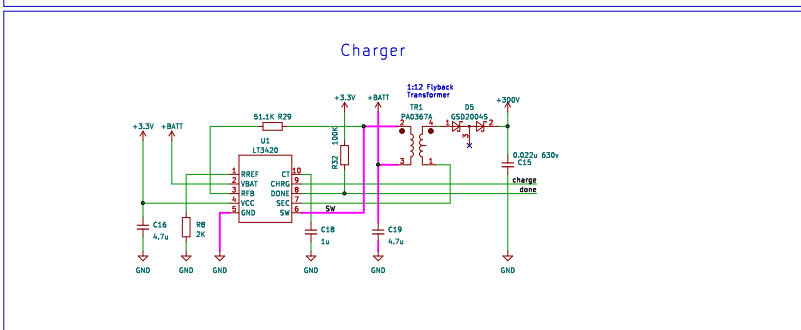 Charger
1:12 Flyback
Transformer
+3.3V
+BATT
TR1
D5
+300V
PA0367A
GSD2004S
51.1K R29
+3.3V
+BATT
U1
LT3420
R32 100K
2
4
1
2
3
3
1
0.022u 630v
C15
1 RREF
2 VBAT
3 RFB
4 VCC
5 GND
CT 10
CHRG 9
DONE 8
SEC 7
SW 6
charge
done
SW
C16
4.7u
R8
2K
C18
1u
C19
4.7u
GND
GND
GND
GND
GND
GND